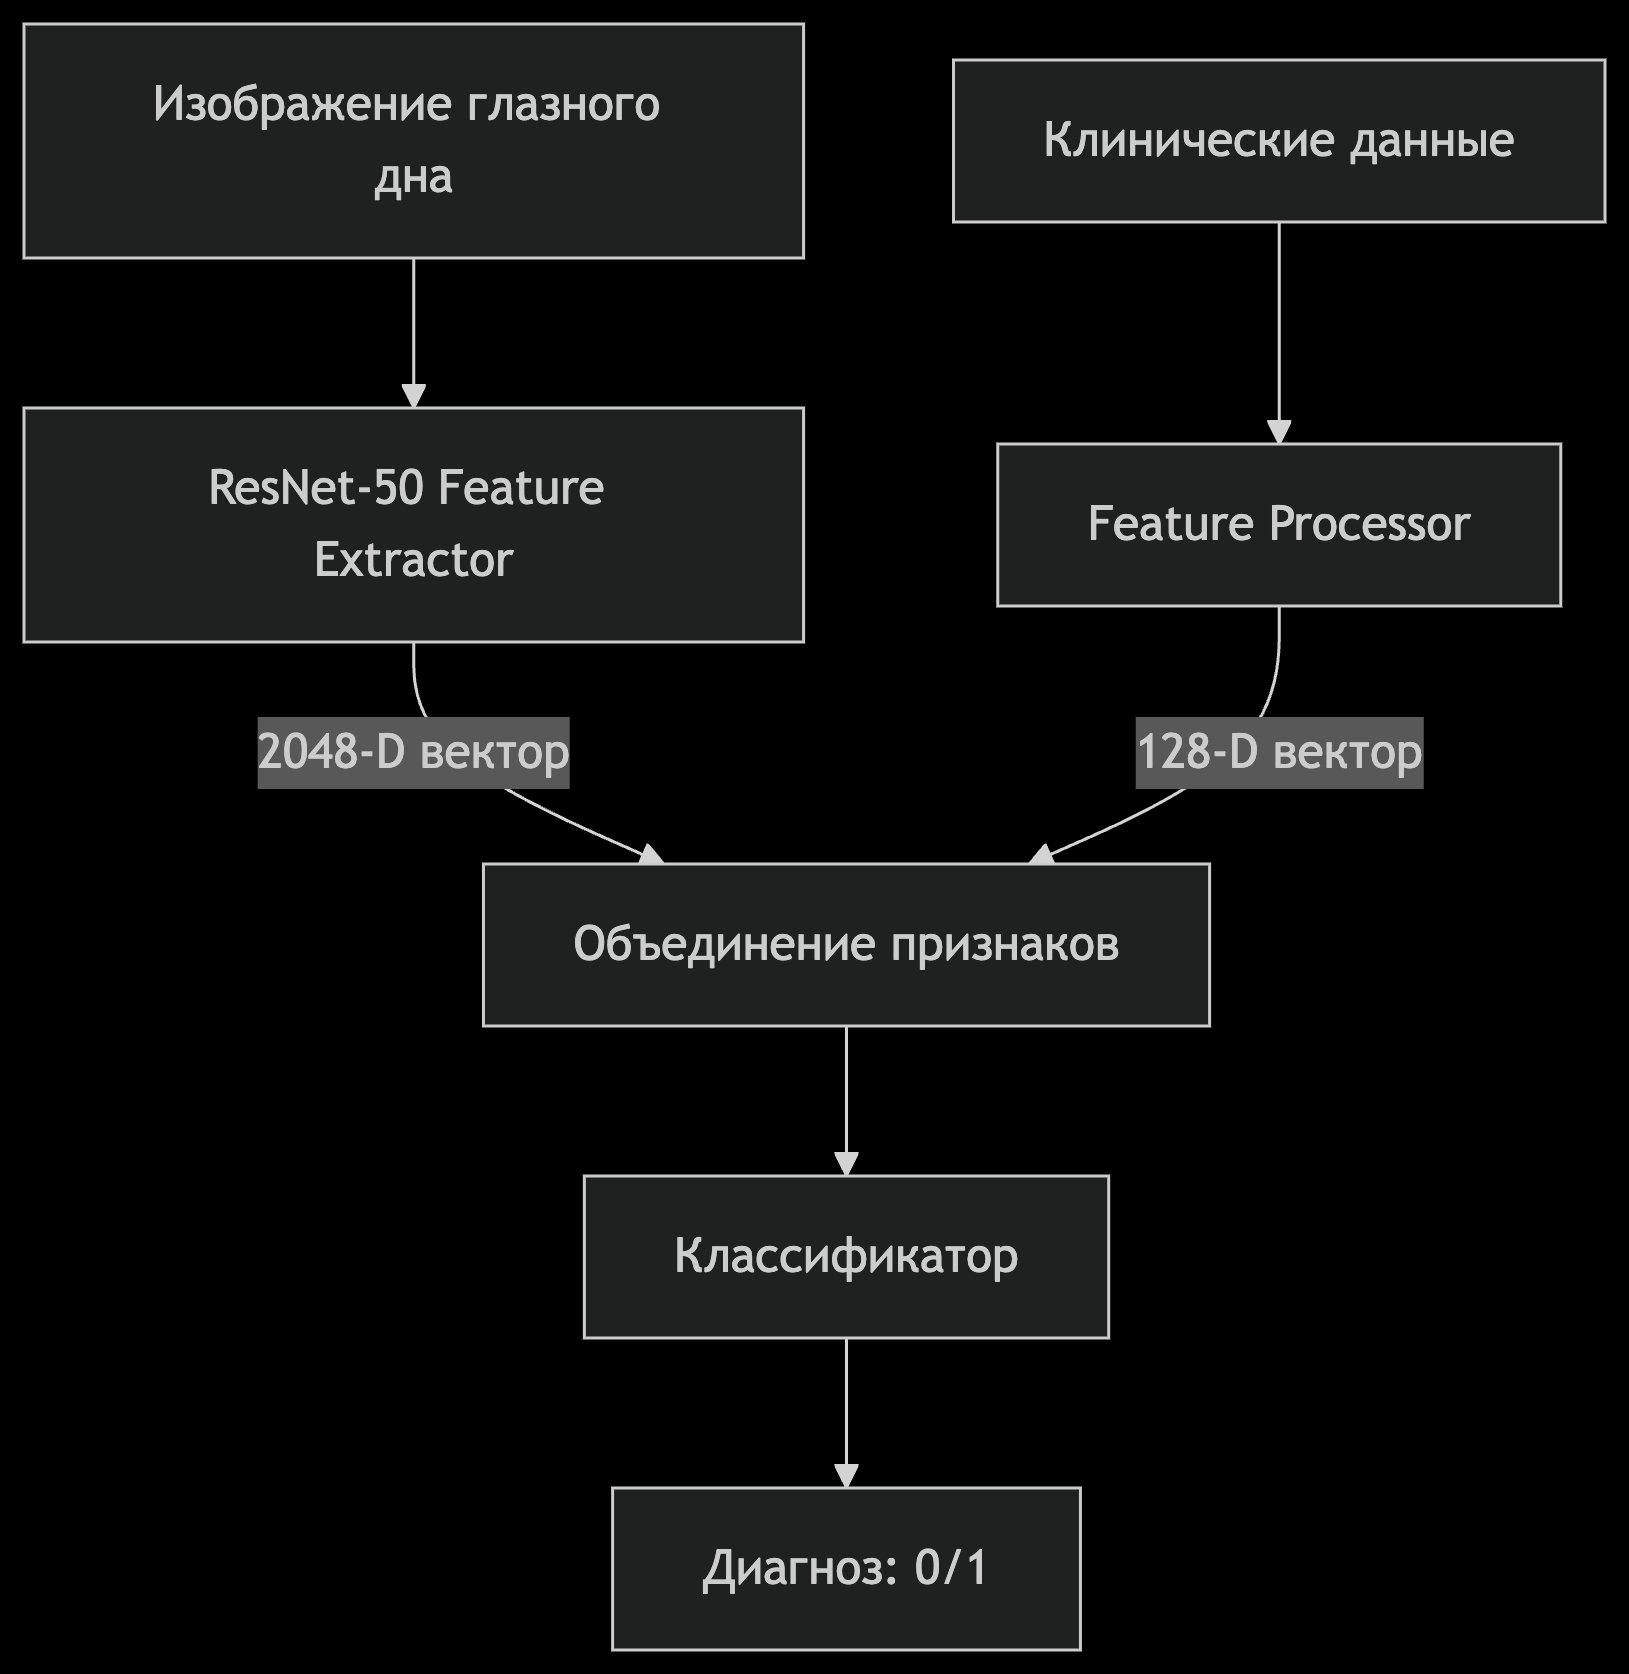 Изображение глазного
дна
Клинические данные
ResNet-50 Feature
Extractor
Feature Processor
2048-D вектор
128-D вектор
Объединение признаков
Классификатор
Диагноз: 0/1